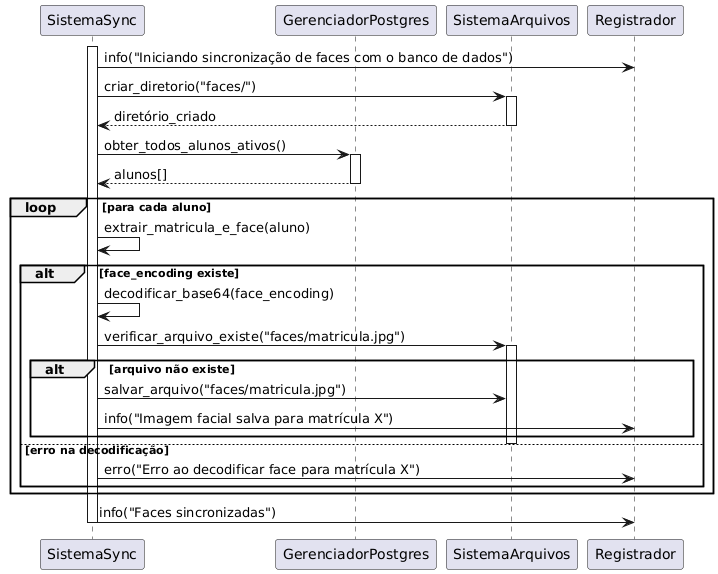 SistemaSync GerenciadorPostgres SistemaArquivos Registrador
info("Iniciando sincronização de faces com o banco de dados")
criar_diretorio("faces/")
diretório_criado
obter_todos_alunos_ativos()
alunos[]
loop [para cada aluno]
extrair_matricula_e_face(aluno)
alt [face_encoding existe]
decodificar_base64(face_encoding)
verificar_arquivo_existe("faces/matricula.jpg")
alt [arquivo não existe]
salvar_arquivo("faces/matricula.jpg")
info("Imagem facial salva para matrícula X")
[erro na decodificação]
erro("Erro ao decodificar face para matrícula X")
info("Faces sincronizadas")
SistemaSync GerenciadorPostgres SistemaArquivos Registrador